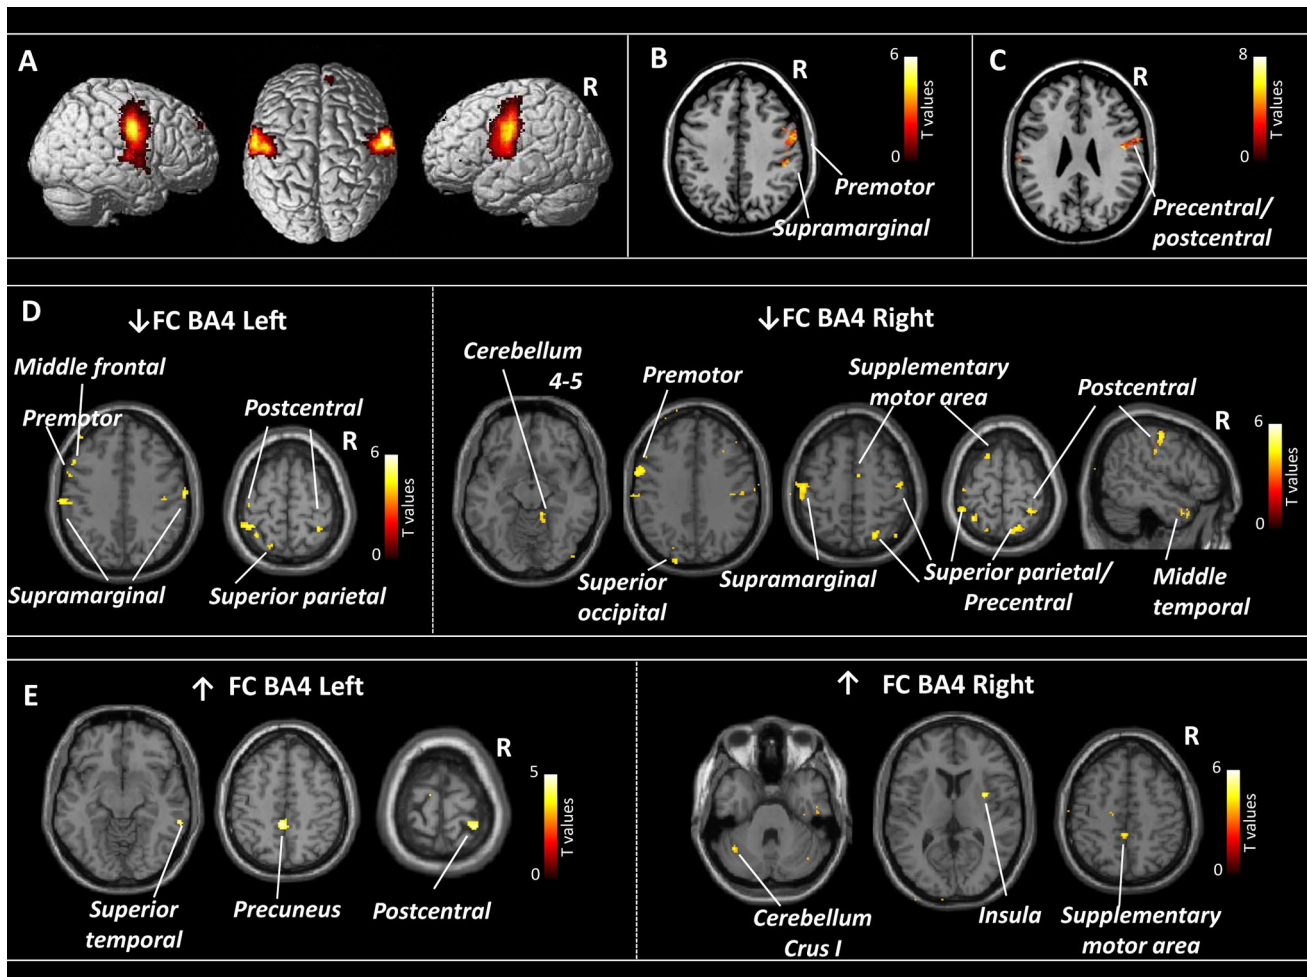 A
R
B
R
6
T values
0
Premotor
Supramarginal
C
R
8
T values
0
Precentral/
postcentral
D
↓FC BA4 Left
Middle frontal
Premotor
Postcentral
R
6
T values
0
Supramarginal
Superior parietal
↓FC BA4 Right
Cerebellum
4-5
Premotor
Supplementary
motor area
Postcentral
R
6
T values
0
Superior
occipital
Supramarginal
Superior parietal/
Precentral
Middle
temporal
E
↑ FC BA4 Left
R
5
T values
0
Superior
temporal
Precuneus
Postcentral
↑ FC BA4 Right
R
6
T values
0
Cerebellum
Crus I
Insula
Supplementary
motor area